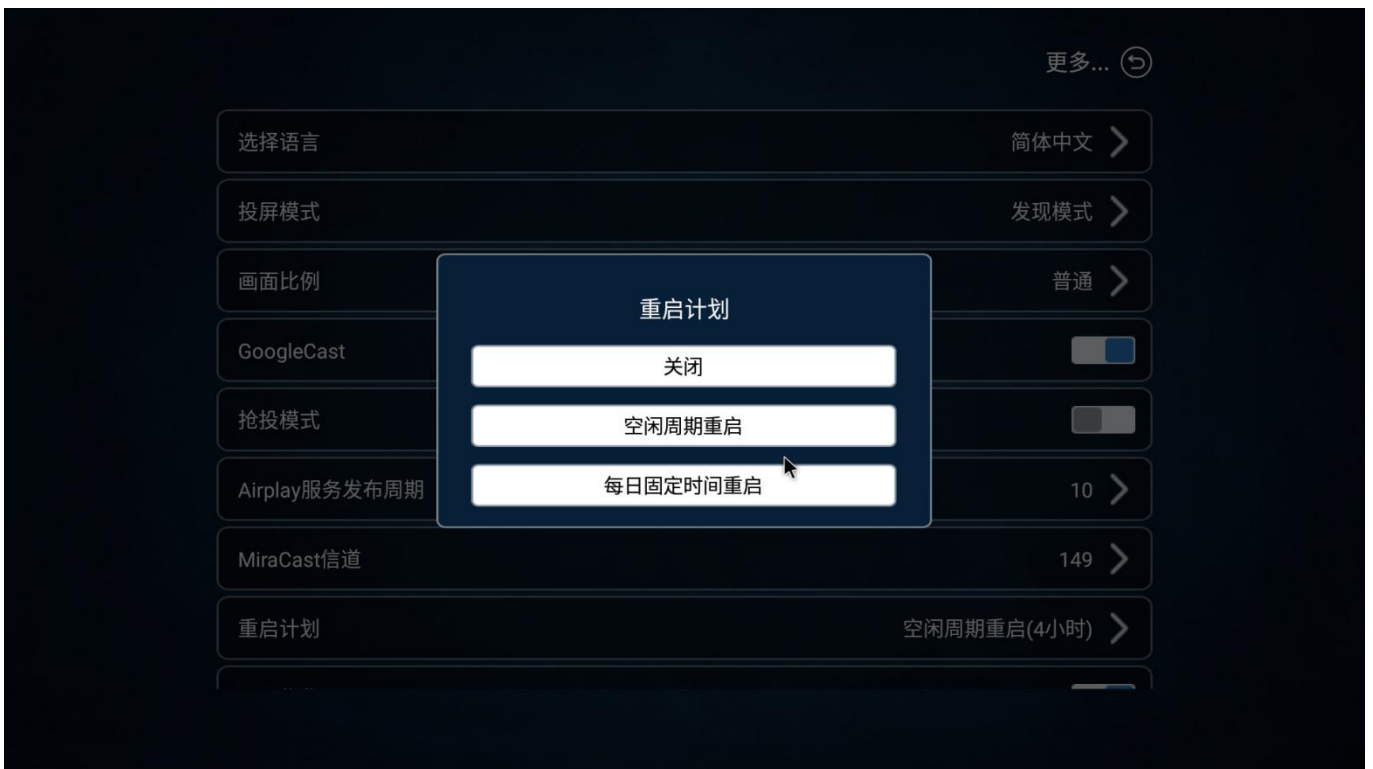 更多...
选择语言 简体中文
投屏模式 发现模式
画面比例 普通
GoogleCast
抢投模式
Airplay服务发布周期 10
MiraCast信道 149
重启计划 空闲周期重启(4小时)
重启计划
关闭
空闲周期重启
每日固定时间重启